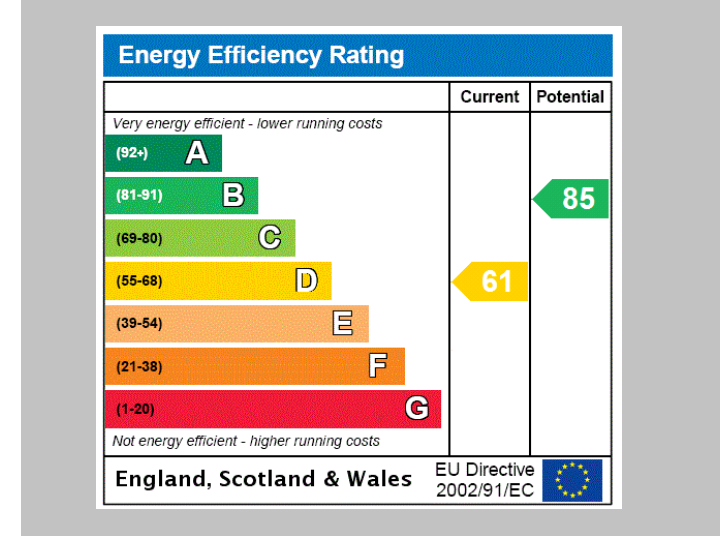 Energy Efficiency Rating
Current Potential
Very energy efficient - lower running costs
(92+) A
(81-91) B
85
(69-80) C
(55-68) D
61
(39-54) E
(21-38) F
(1-20) G
Not energy efficient - higher running costs
England, Scotland & Wales
EU Directive
2002/91/EC